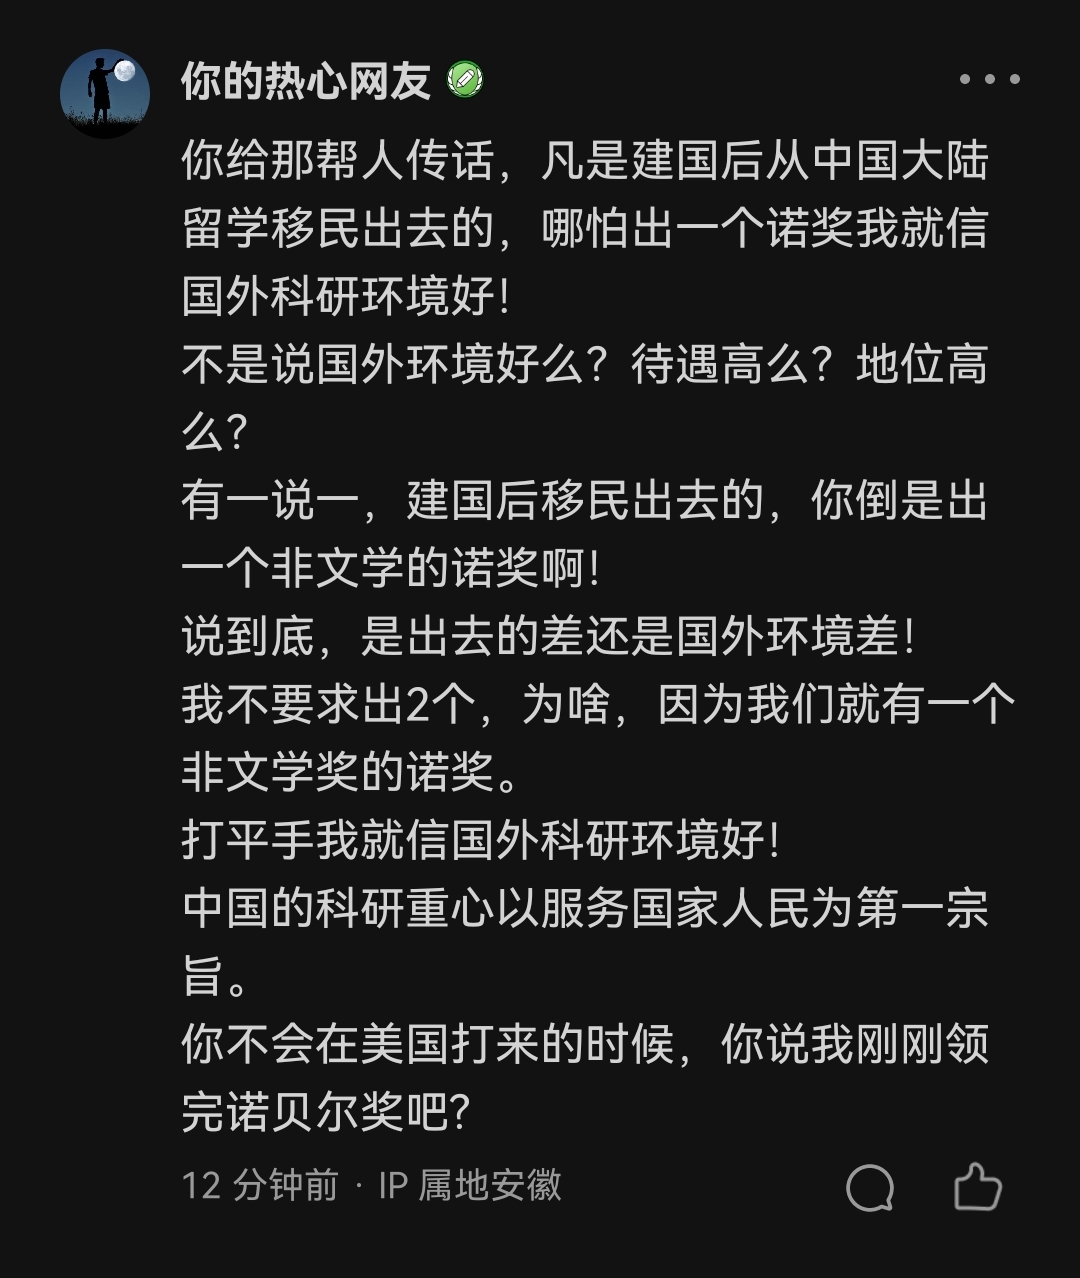 你的热心网友
你给那帮人传话，凡是建国后从中国大陆
留学移民出去的，哪怕出一个诺奖我就信
国外科研环境好！
不是说国外环境好么？待遇高么？地位高
么？
有一说一，建国后移民出去的，你倒是出
一个非文学的诺奖啊！
说到底，是出去的差还是国外环境差！
我不要求出2个，为啥，因为我们就有一个
非文学奖的诺奖。
打平手我就信国外科研环境好！
中国的科研重心以服务国家人民为第一宗
旨。
你不会在美国打来的时候，你说我刚刚领
完诺贝尔奖吧？
12 分钟前 · IP 属地安徽